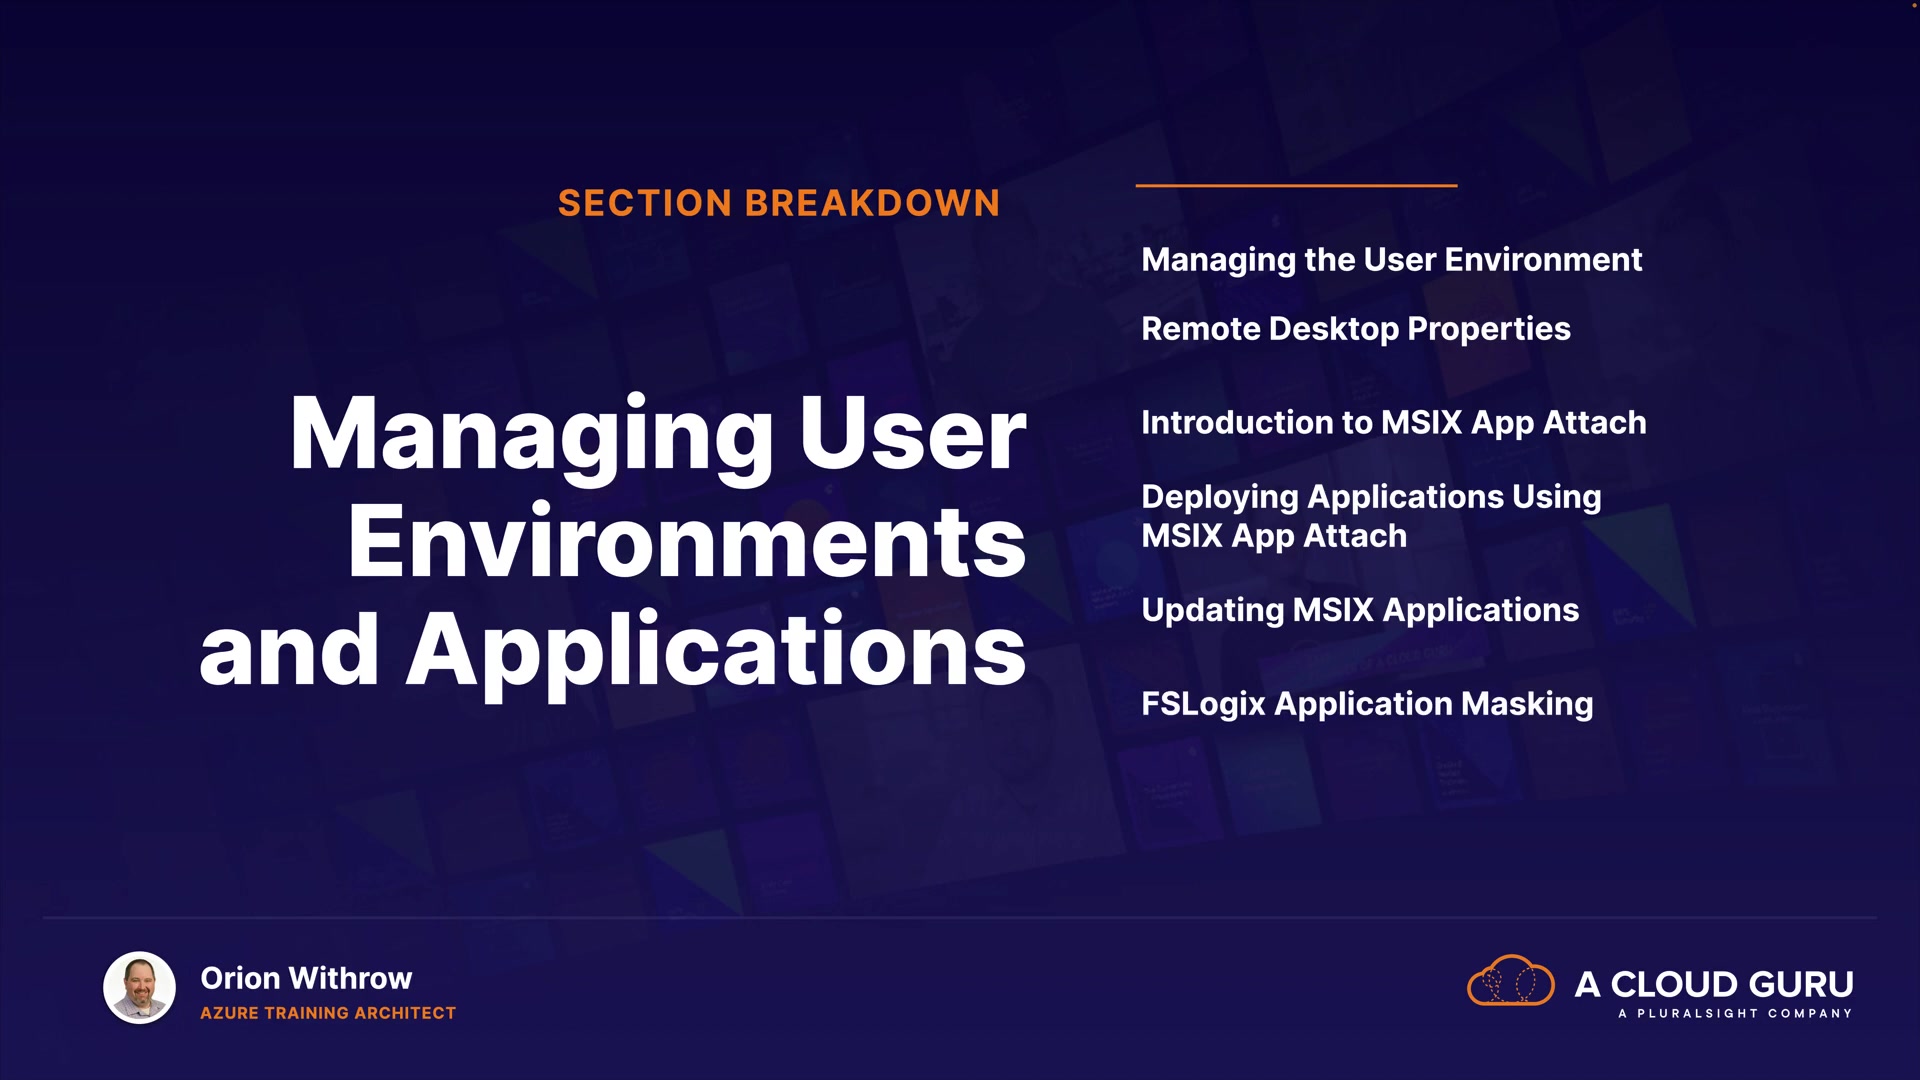 SECTION BREAKDOWN
Managing User
Environments
and Applications
Managing the User Environment
Remote Desktop Properties
Introduction to MSIX App Attach
Deploying Applications Using
MSIX App Attach
Updating MSIX Applications
FSLogix Application Masking
Orion Withrow
AZURE TRAINING ARCHITECT
A CLOUD GURU
A PLURALSIGHT COMPANY